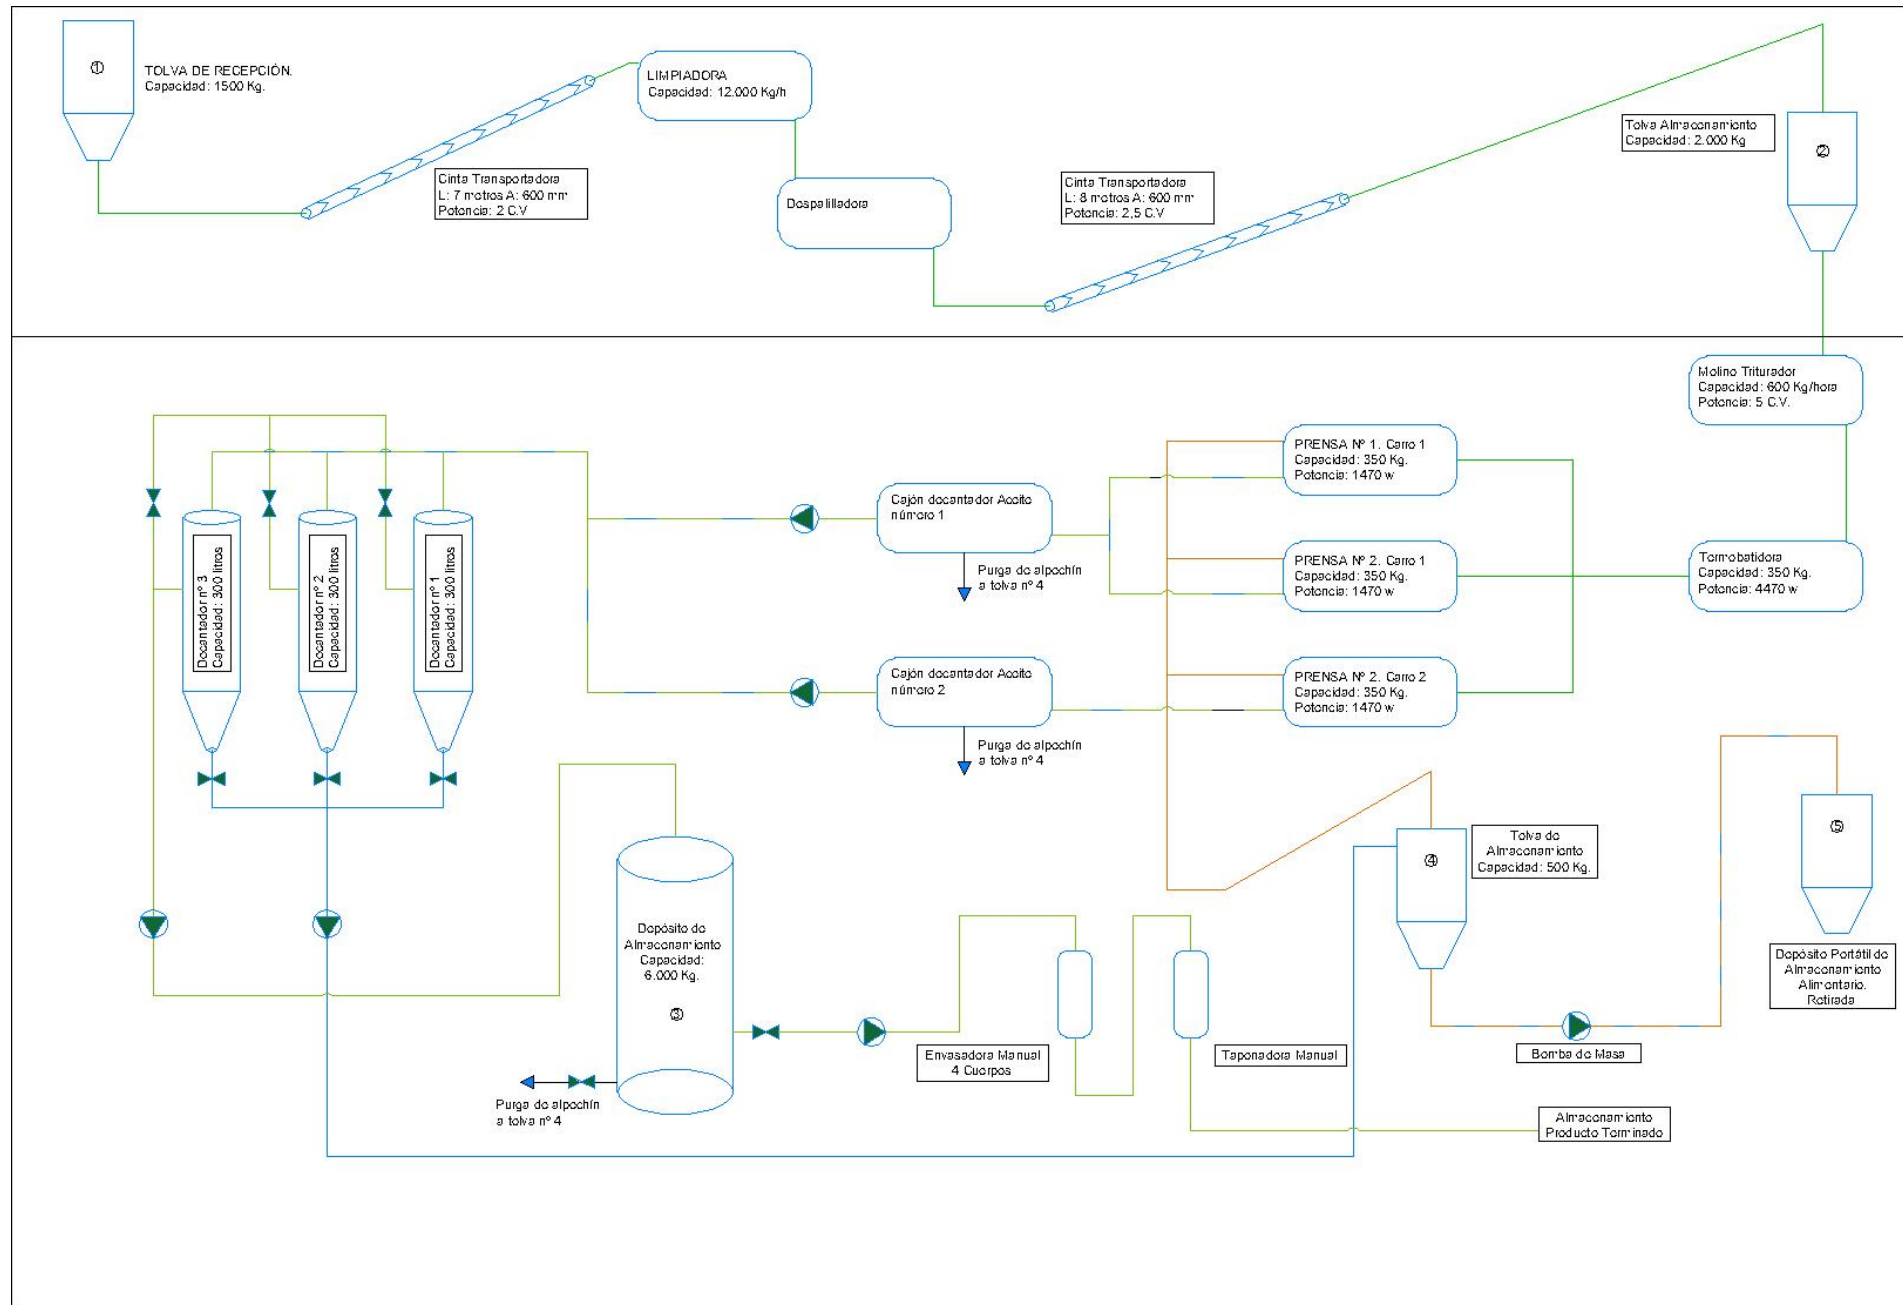 ①
TOLVA DE RECEPCIÓN.
Capacidad: 1500 Kg.
Cinta Transportadora
L: 7 metros A: 600 mm
Potencia: 2 C.V
LIMPIADORA
Capacidad: 12.000 Kg/h
Despalilladora
Cinta Transportadora
L: 8 metros A: 600 mm
Potencia: 2,5 C.V
Tolva Almacenamiento
Capacidad: 2.000 Kg
②
Molino Triturador
Capacidad: 600 Kg/hora
Potencia: 5 C.V.
Termobatidora
Capacidad: 350 Kg.
Potencia: 4470 w
PRENSA Nº 1. Carro 1
Capacidad: 350 Kg.
Potencia: 1470 w
PRENSA Nº 2. Carro 1
Capacidad: 350 Kg.
Potencia: 1470 w
PRENSA Nº 2. Carro 2
Capacidad: 350 Kg.
Potencia: 1470 w
Cajón decantador Aceite
número 1
Purga de alpechín
a tolva nº 4
Cajón decantador Aceite
número 2
Purga de alpechín
a tolva nº 4
Decantador nº 3
Capacidad: 300 litros
Decantador nº 2
Capacidad: 300 litros
Decantador nº 1
Capacidad: 300 litros
Depósito de
Almacenamiento
Capacidad:
6.000 Kg.
③
Purga de alpechín
a tolva nº 4
Envasadora Manual
4 Cuerpos
Taponadora Manual
Almacenamiento
Producto Terminado
④
Tolva de
Almacenamiento
Capacidad: 500 Kg.
Bomba de Masa
⑤
Depósito Portátil de
Almacenamiento
Alimentario.
Retirada